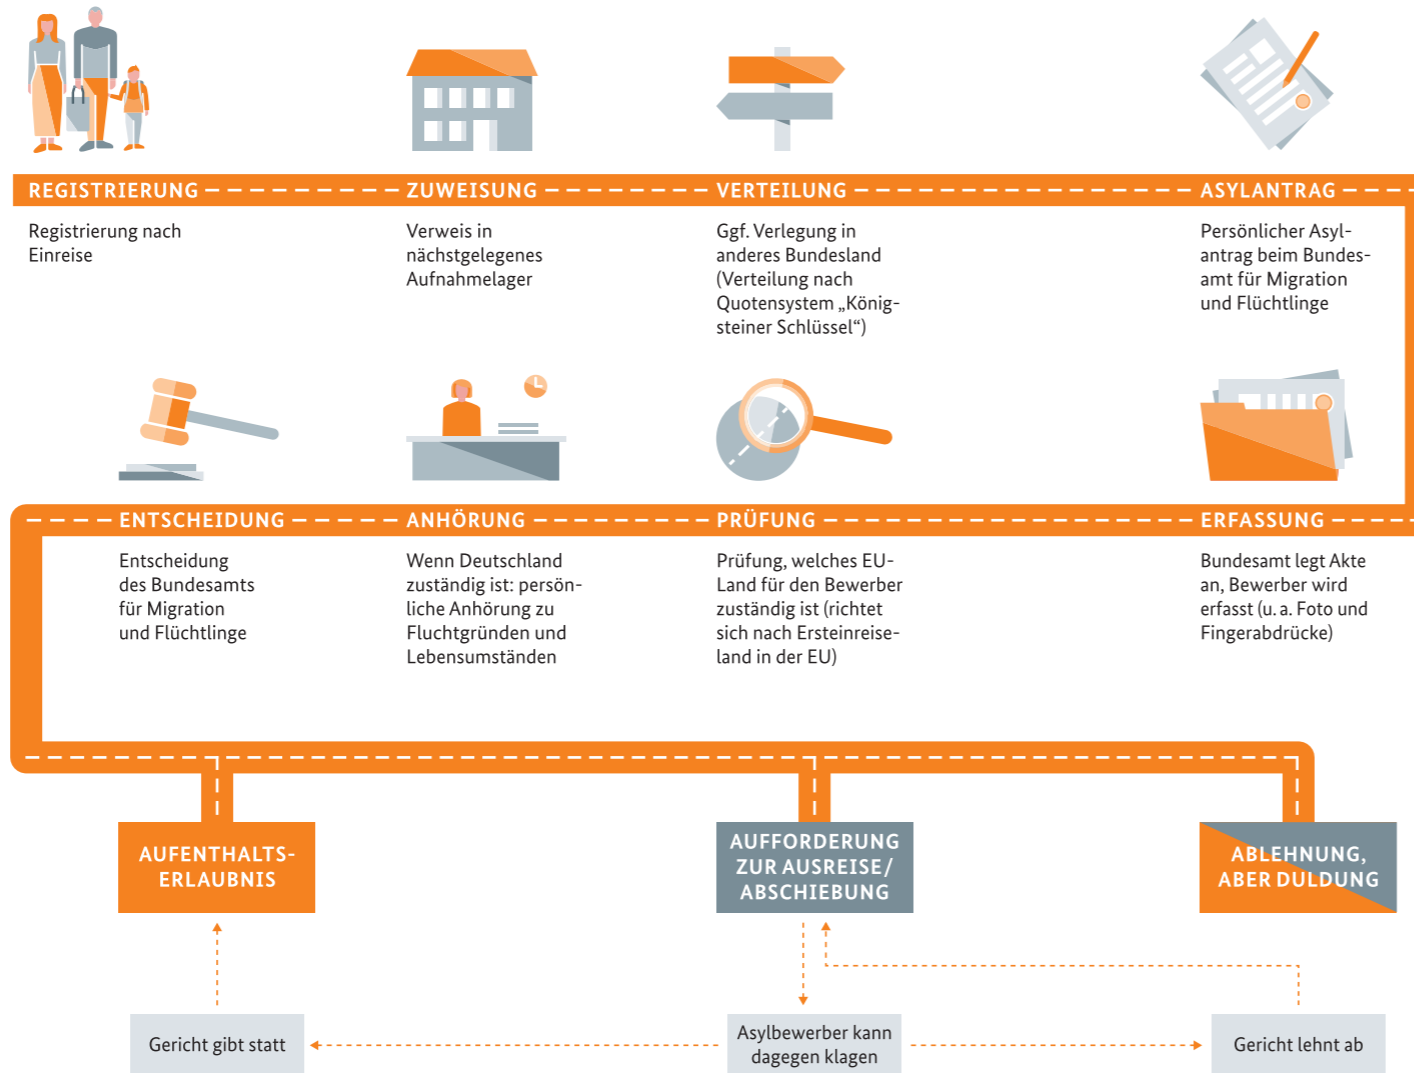 REGISTRIERUNG
Registrierung nach
Einreise
ZUWEISUNG
Verweis in
nächstgelegenes
Aufnahmelager
VERTEILUNG
Ggf. Verlegung in
anderes Bundesland
(Verteilung nach
Quotensystem „König-
steiner Schlüssel“)
ASYLANTRAG
Persönlicher Asyl-
antrag beim Bundes-
amt für Migration
und Flüchtlinge
ERFASSUNG
Bundesamt legt Akte
an, Bewerber wird
erfasst (u. a. Foto und
Fingerabdrücke)
PRÜFUNG
Prüfung, welches EU-
Land für den Bewerber
zuständig ist (richtet
sich nach Ersteinreise-
land in der EU)
ANHÖRUNG
Wenn Deutschland
zuständig ist: persön-
liche Anhörung zu
Fluchtgründen und
Lebensumständen
ENTSCHEIDUNG
Entscheidung
des Bundesamts
für Migration
und Flüchtlinge
AUFENTHALTS-
ERLAUBNIS
AUFFORDERUNG
ZUR AUSREISE/
ABSCHIEBUNG
ABLEHNUNG,
ABER DULDUNG
Gericht gibt statt
Asylbewerber kann
dagegen klagen
Gericht lehnt ab